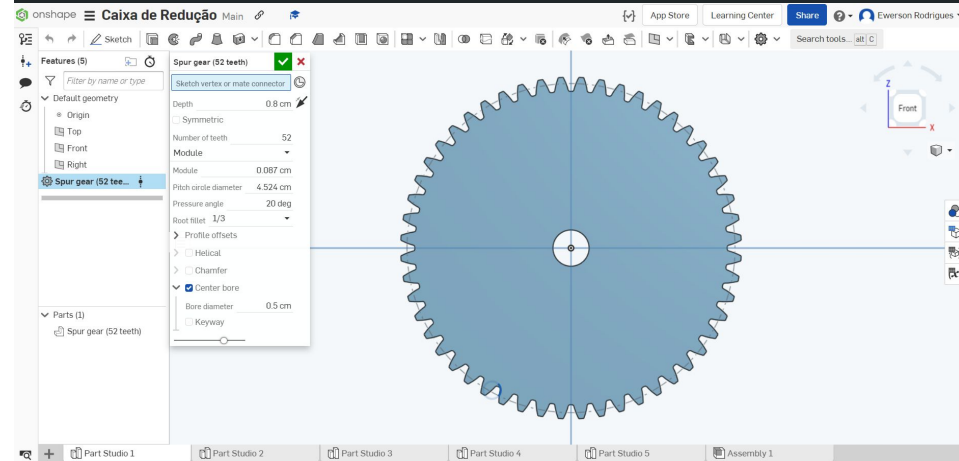 onshape Caixa de Redução Main App Store Learning Center Share Ewerson Rodrigues
Sketch Search tools... alt C
Features (5)
Filter by name or type
Default geometry
Origin
Top
Front
Right
Spur gear (52 tee...
Parts (1)
Spur gear (52 teeth)
Spur gear (52 teeth)
Sketch vertex or mate connector
Depth 0.8 cm
Symmetric
Number of teeth 52
Module
Module 0.087 cm
Pitch circle diameter 4.524 cm
Pressure angle 20 deg
Root fillet 1/3
Profile offsets
Helical
Chamfer
Center bore
Bore diameter 0.5 cm
Keyway
Z
Front
X
Part Studio 1 Part Studio 2 Part Studio 3 Part Studio 4 Part Studio 5 Assembly 1